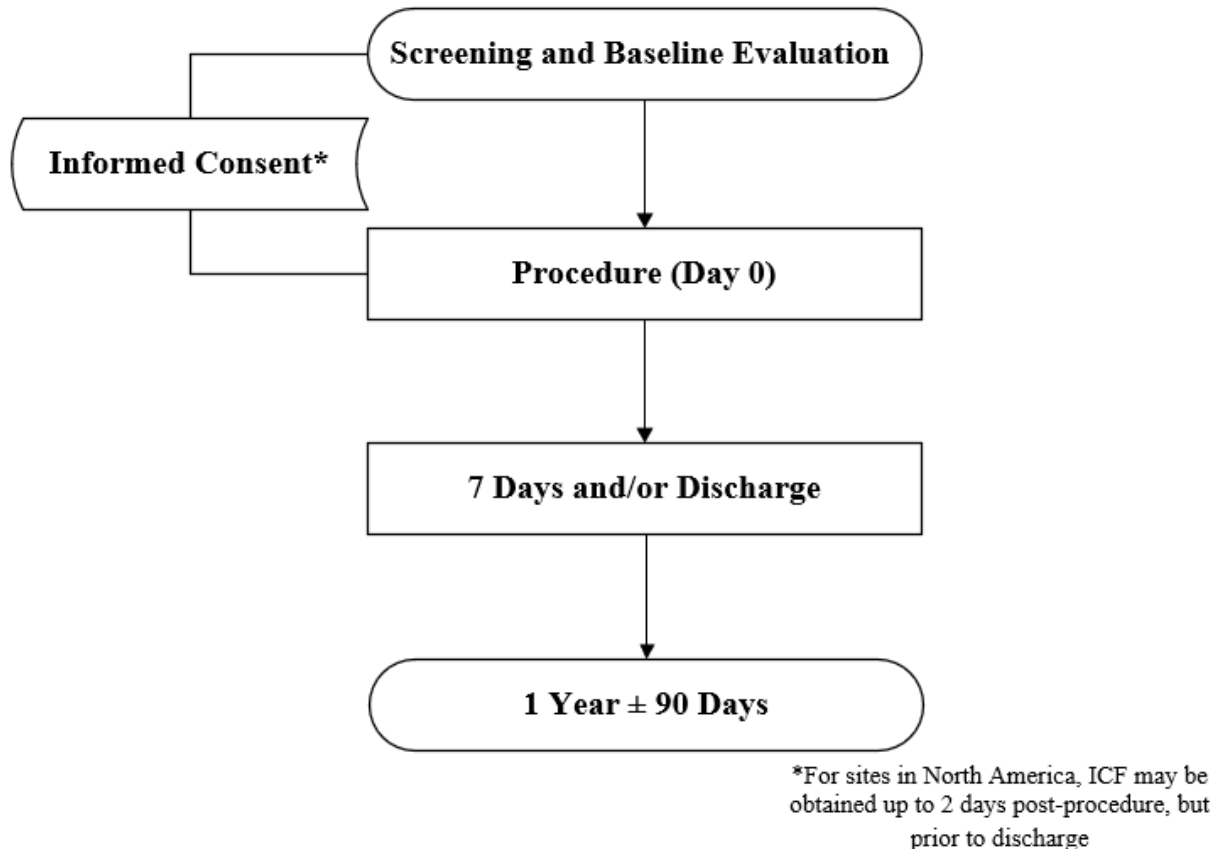 Screening and Baseline Evaluation
Informed Consent*
Procedure (Day 0)
7 Days and/or Discharge
1 Year ± 90 Days
*For sites in North America, ICF may be
obtained up to 2 days post-procedure, but
prior to discharge